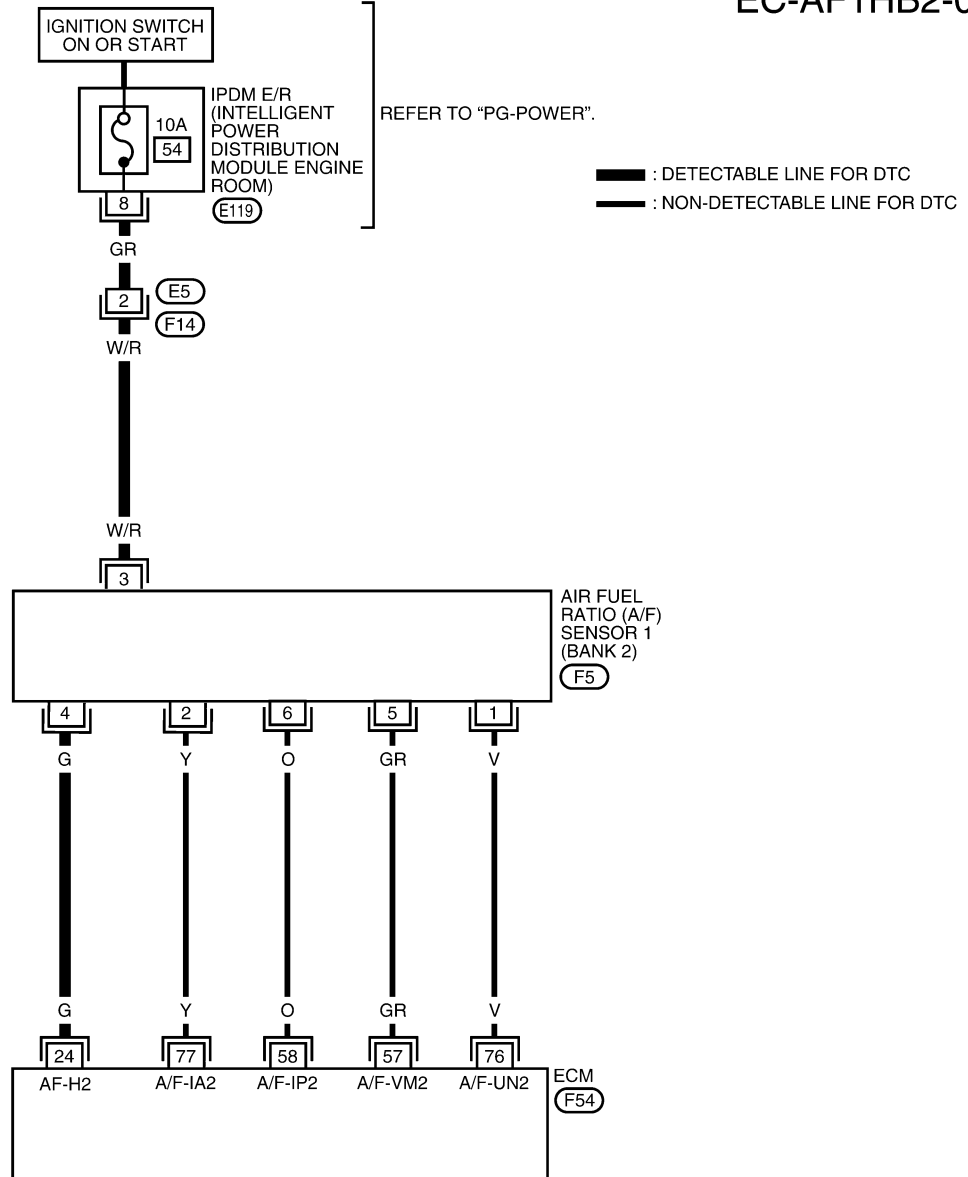 EC-AF1HB2-0
IGNITION SWITCH
ON OR START
IPDM E/R
(INTELLIGENT
POWER
DISTRIBUTION
MODULE ENGINE
ROOM)
E119
10A
54
8
REFER TO “PG-POWER”.
: DETECTABLE LINE FOR DTC
: NON-DETECTABLE LINE FOR DTC
GR
2
E5
F14
W/R
W/R
3
AIR FUEL
RATIO (A/F)
SENSOR 1
(BANK 2)
F5
4 2 6 5 1
G Y O GR V
G Y O GR V
24 77 58 57 76
AF-H2 A/F-IA2 A/F-IP2 A/F-VM2 A/F-UN2
ECM
F54